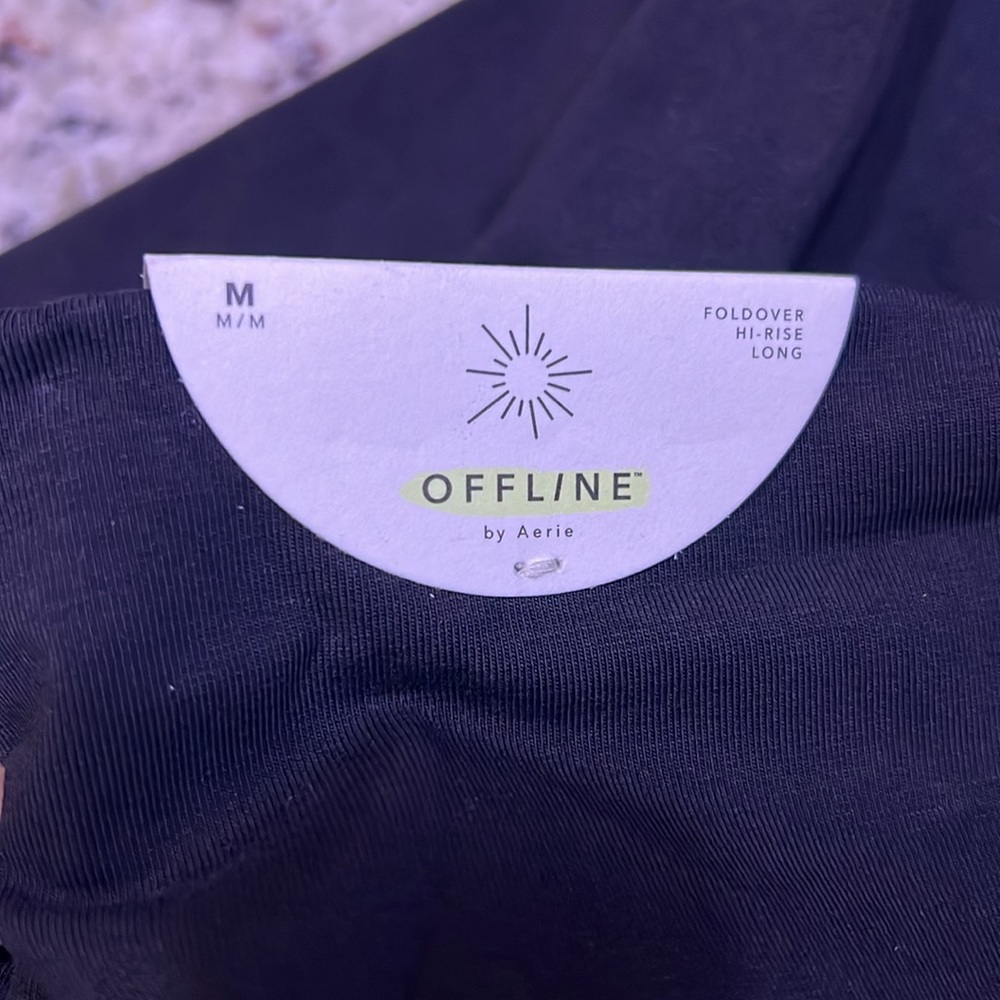 M
M/M
FOLDOVER
HI-RISE
LONG
OFFLINE™
by Aerie